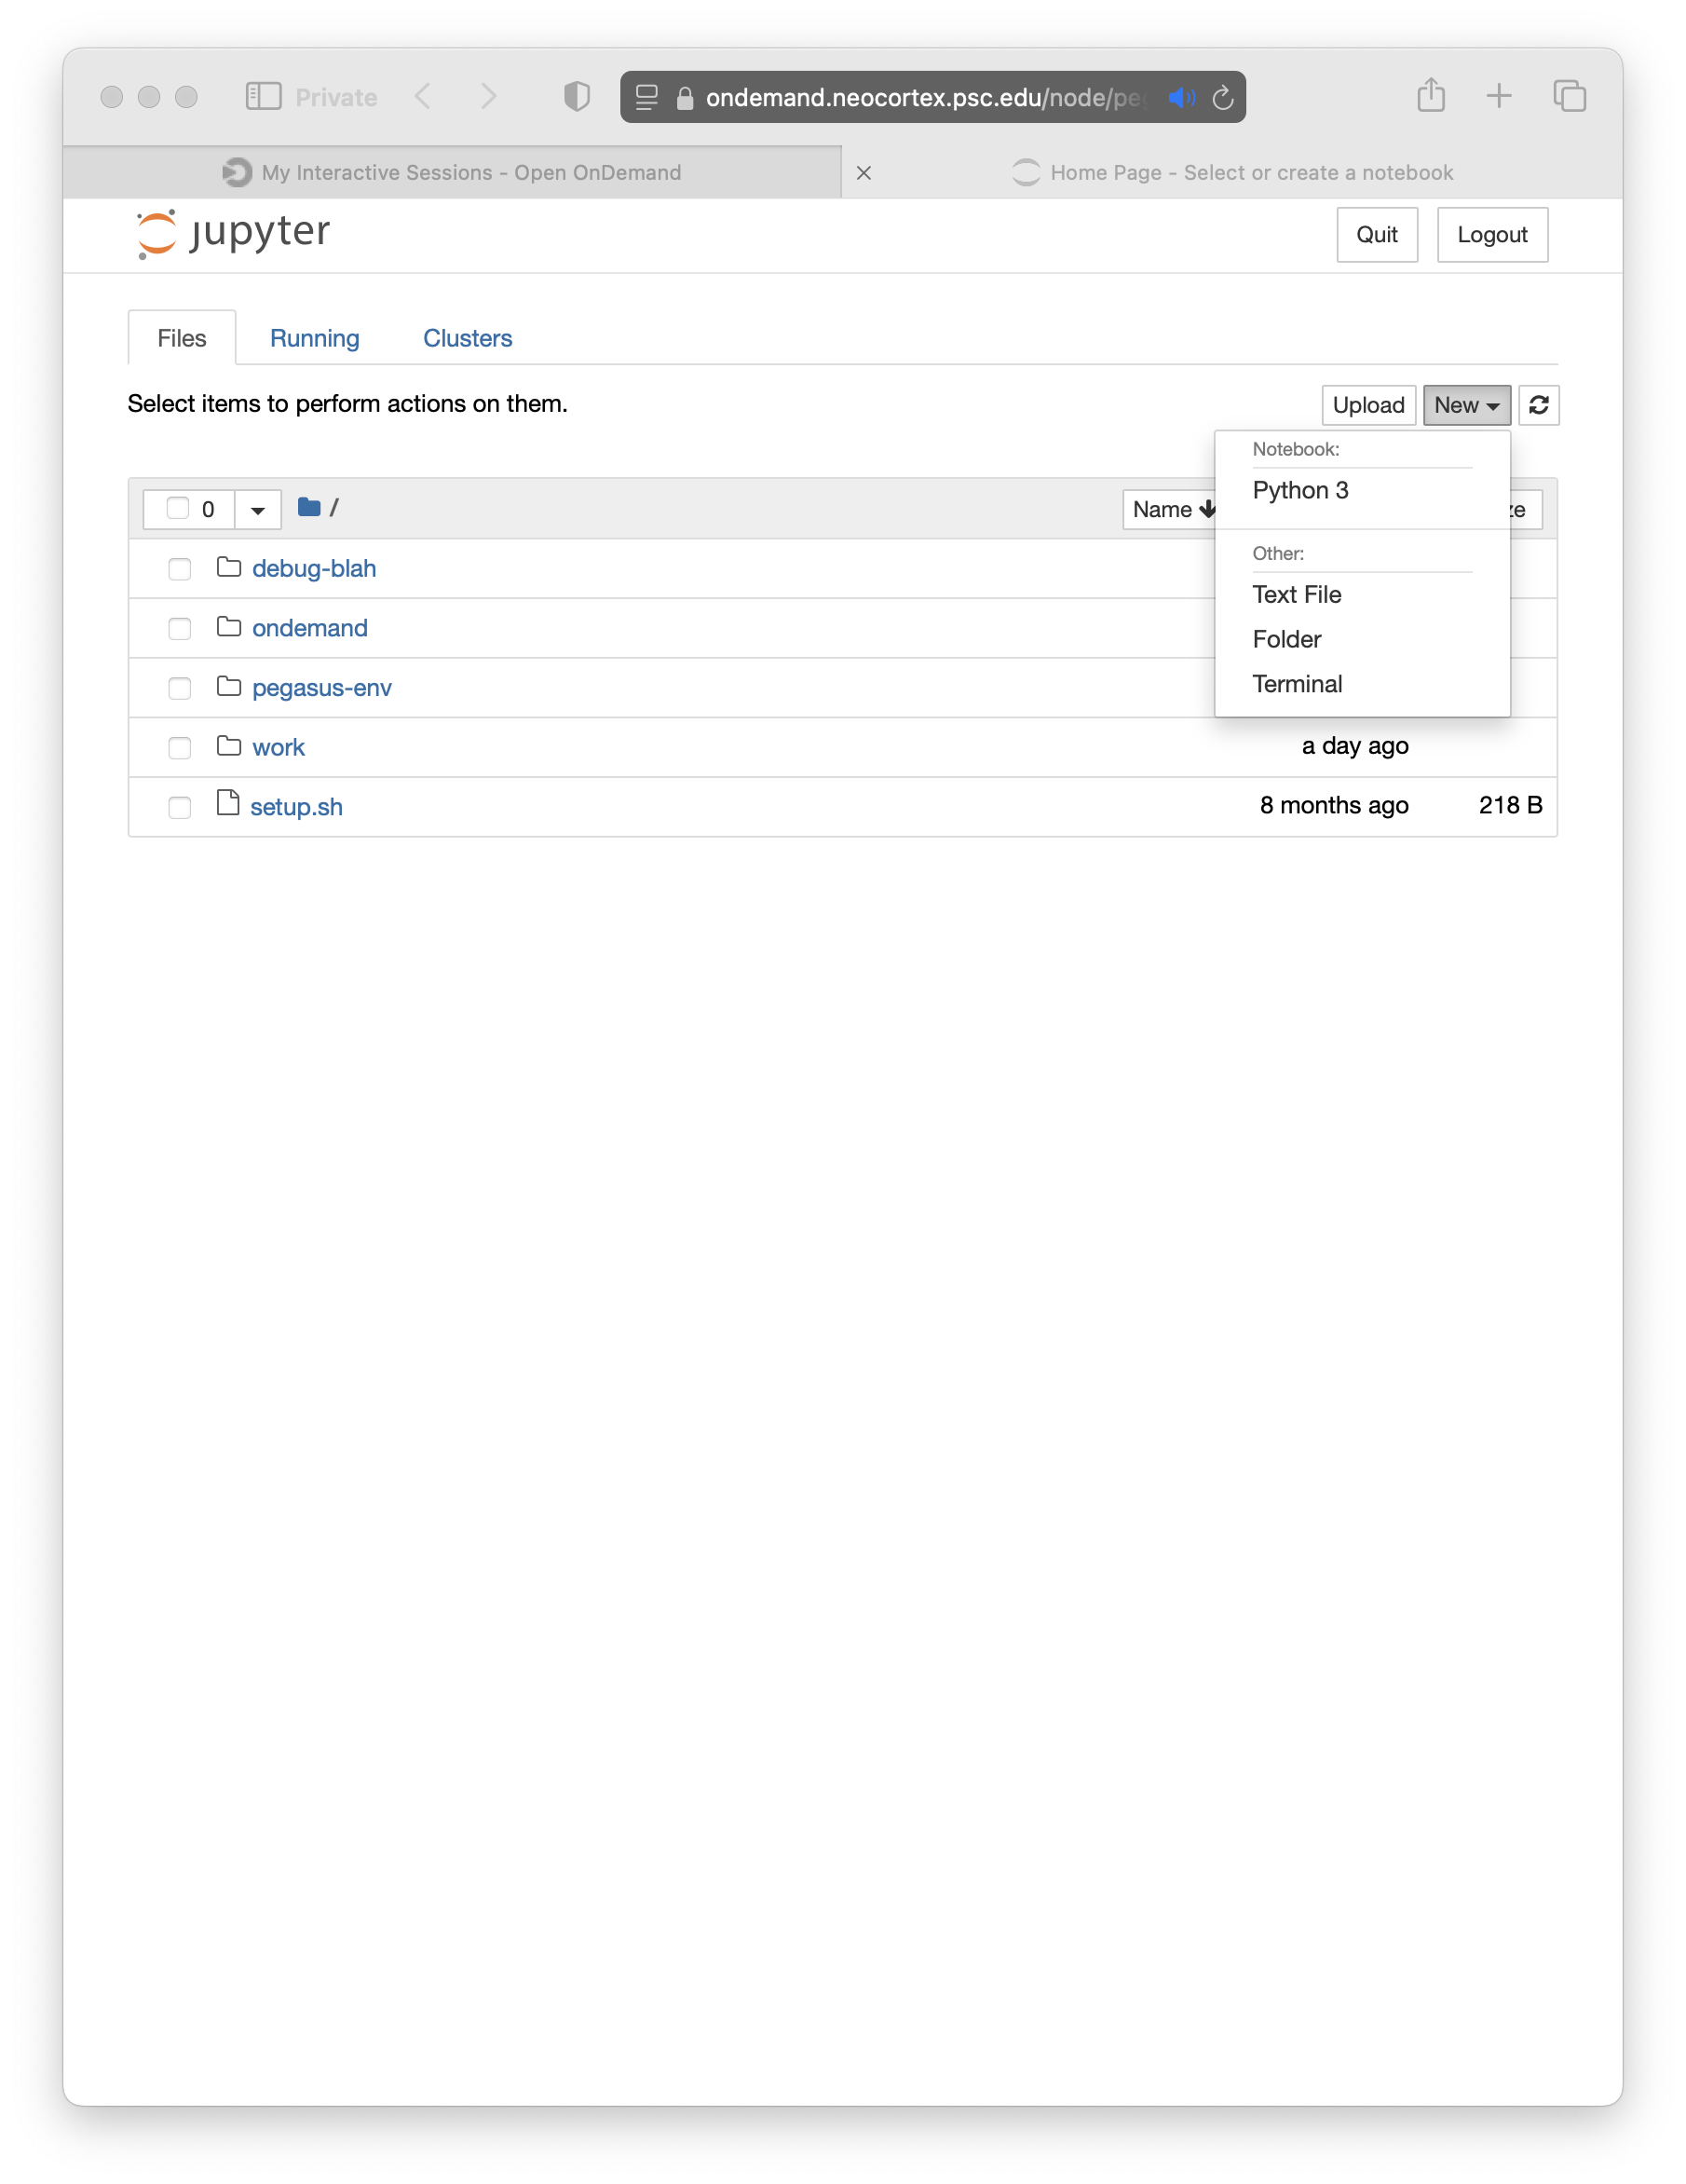 Private
ondemand.neocortex.psc.edu/node/pe
My Interactive Sessions - Open OnDemand
Home Page - Select or create a notebook
jupyter
Quit
Logout
Files
Running
Clusters
Select items to perform actions on them.
Upload
New
Notebook:
Python 3
Other:
Text File
Folder
Terminal
0
/
Name
ze
debug-blah
ondemand
pegasus-env
work
a day ago
setup.sh
8 months ago
218 B